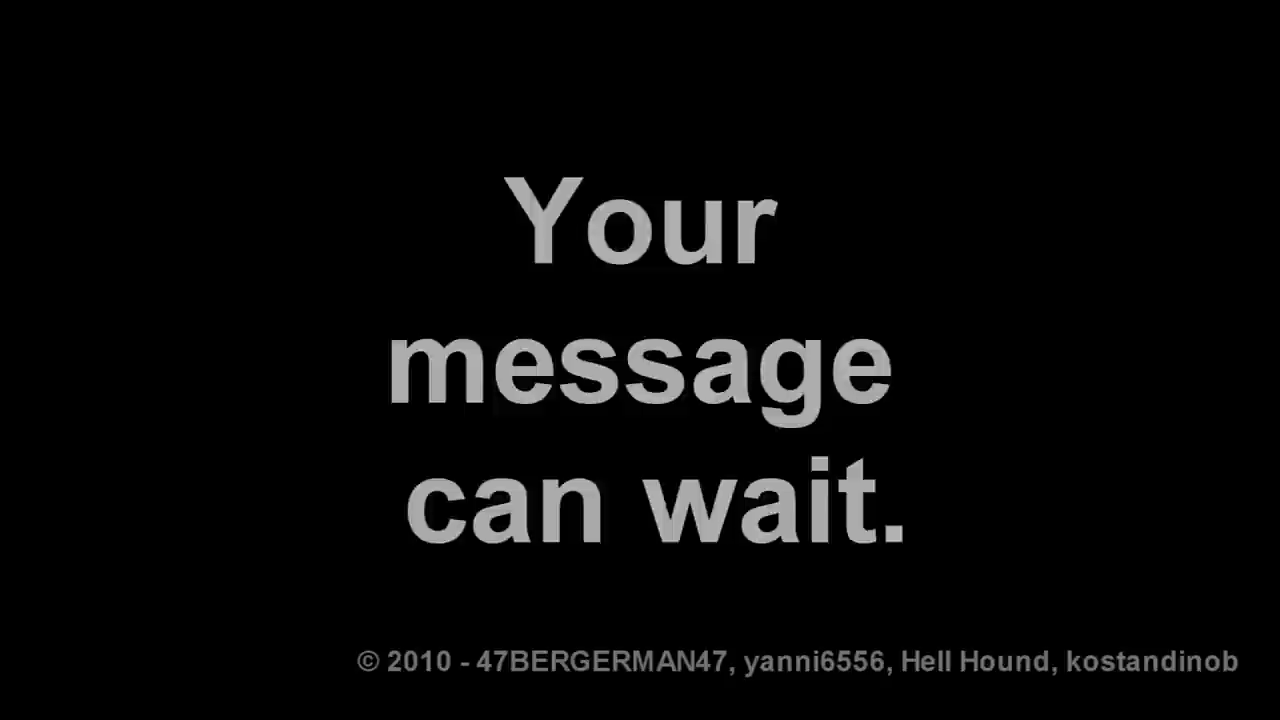 Your
message
can wait.
© 2010 - 47BERGERMAN47, yanni6556, Hell Hound, kostandinob